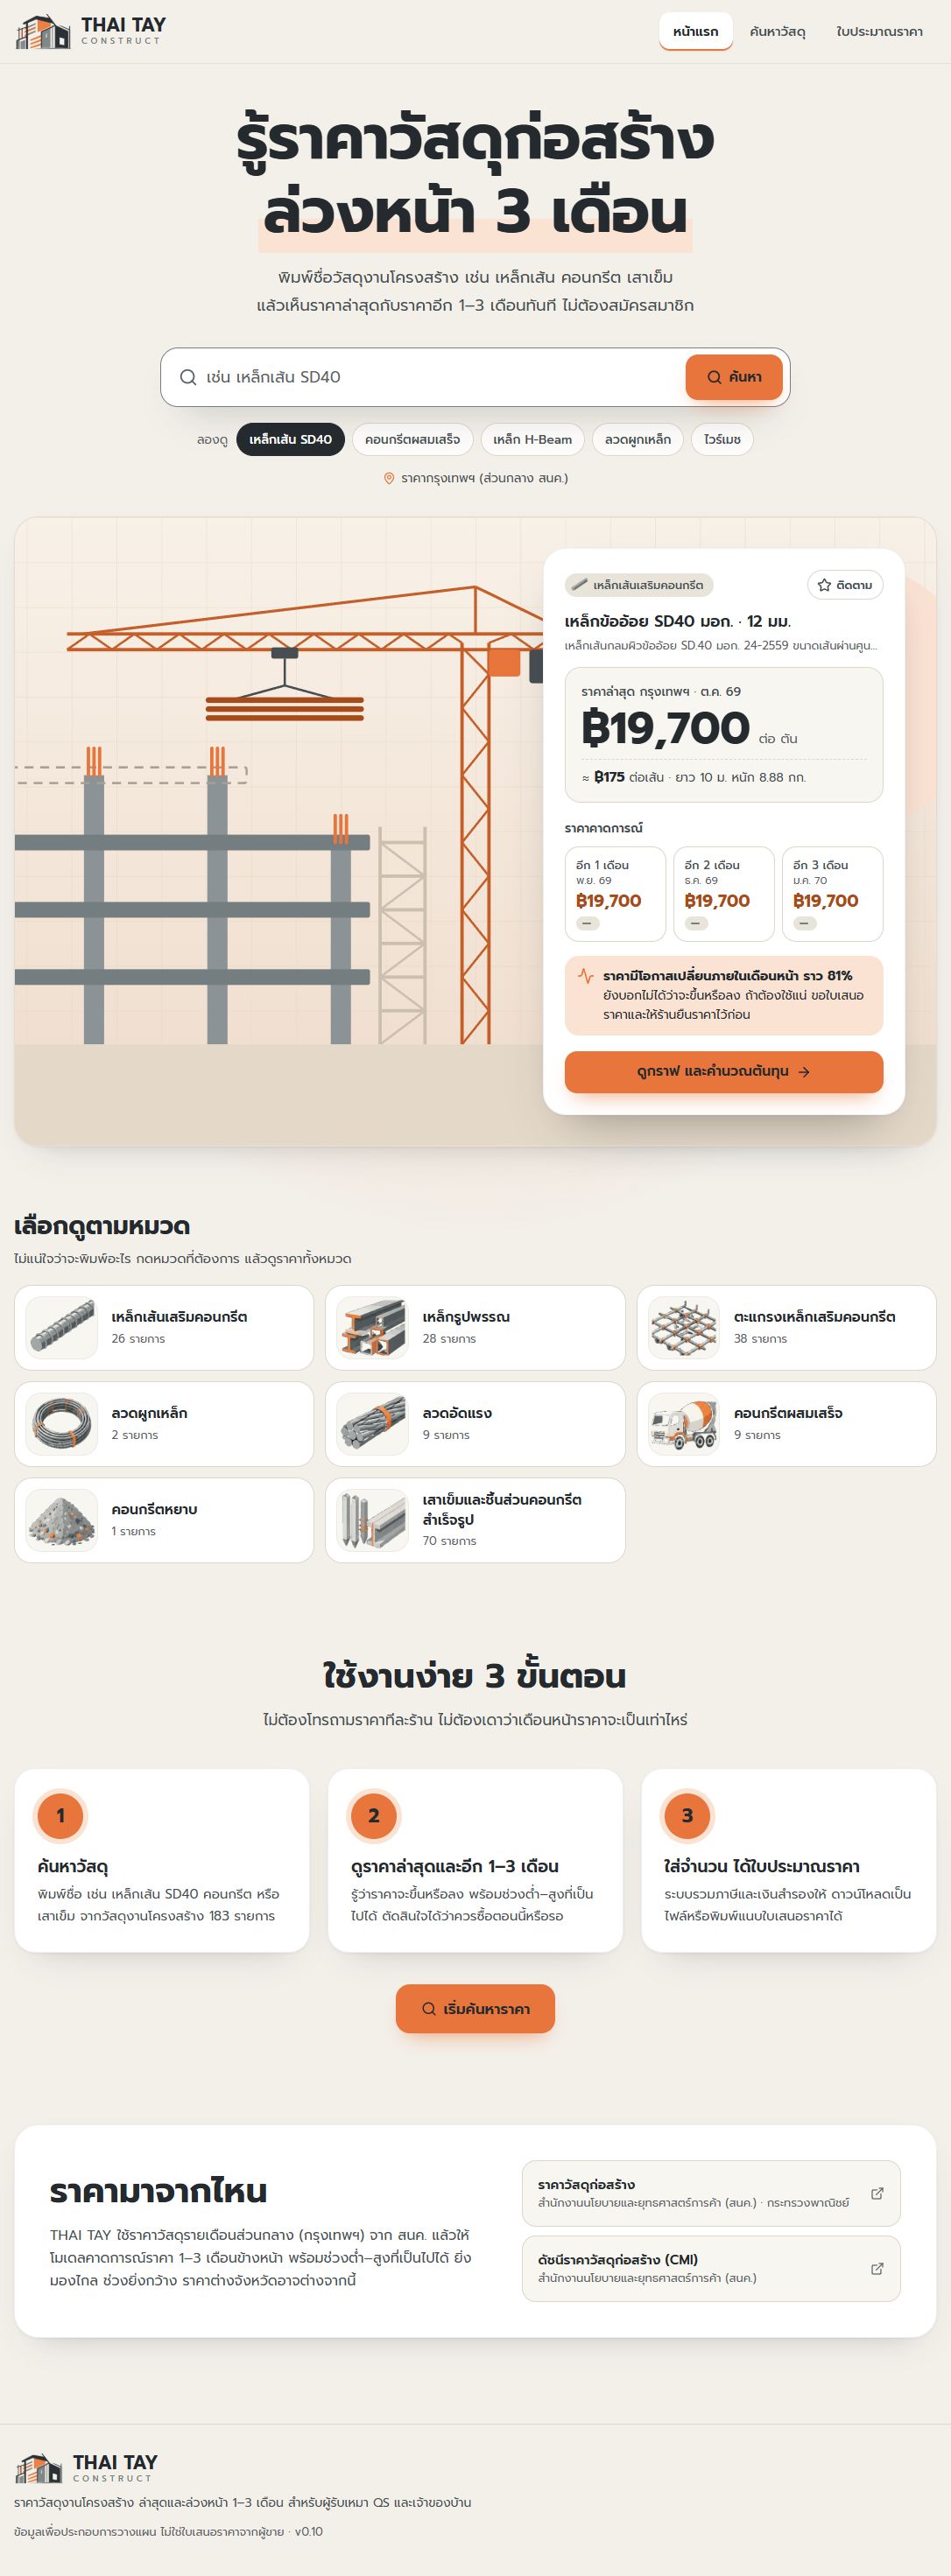 THAI TAY
CONSTRUCT
หน้าแรก
ค้นหาวัสดุ
ใบประมาณราคา
รู้ราคาวัสดุก่อสร้าง
ล่วงหน้า 3 เดือน
พิมพ์ชื่อวัสดุงานโครงสร้าง เช่น เหล็กเส้น คอนกรีต เสาเข็ม
แล้วเห็นราคาล่าสุดกับราคาอีก 1–3 เดือนทันที ไม่ต้องสมัครสมาชิก
เช่น เหล็กเส้น SD40
ค้นหา
ลองดู
เหล็กเส้น SD40
คอนกรีตผสมเสร็จ
เหล็ก H-Beam
ลวดผูกเหล็ก
ไวร์เมช
ราคากรุงเทพฯ (ส่วนกลาง สนค.)
เหล็กเส้นเสริมคอนกรีต
ติดตาม
เหล็กข้ออ้อย SD40 มอก. · 12 มม.
เหล็กเส้นกลมผิวข้ออ้อย SD.40 มอก. 24-2559 ขนาดเส้นผ่านศูน...
ราคาล่าสุด กรุงเทพฯ · ต.ค. 69
฿19,700 ต่อ ตัน
≈ ฿175 ต่อเส้น · ยาว 10 ม. หนัก 8.88 กก.
ราคาคาดการณ์
อีก 1 เดือน
พ.ย. 69
฿19,700
—
อีก 2 เดือน
ธ.ค. 69
฿19,700
—
อีก 3 เดือน
ม.ค. 70
฿19,700
—
ราคามีโอกาสเปลี่ยนภายในเดือนหน้า ราว 81%
ยังบอกไม่ได้ว่าจะขึ้นหรือลง ถ้าต้องใช้แน่ ขอใบเสนอ
ราคาและให้ร้านยืนราคาไว้ก่อน
ดูกราฟ และคำนวณต้นทุน
เลือกดูตามหมวด
ไม่แน่ใจว่าจะพิมพ์อะไร กดหมวดที่ต้องการ แล้วดูราคาทั้งหมวด
เหล็กเส้นเสริมคอนกรีต
26 รายการ
เหล็กรูปพรรณ
28 รายการ
ตะแกรงเหล็กเสริมคอนกรีต
38 รายการ
ลวดผูกเหล็ก
2 รายการ
ลวดอัดแรง
9 รายการ
คอนกรีตผสมเสร็จ
9 รายการ
คอนกรีตหยาบ
1 รายการ
เสาเข็มและชิ้นส่วนคอนกรีต
สำเร็จรูป
70 รายการ
ใช้งานง่าย 3 ขั้นตอน
ไม่ต้องโทรถามราคาทีละร้าน ไม่ต้องเดาว่าเดือนหน้าราคาจะเป็นเท่าไหร่
1
ค้นหาวัสดุ
พิมพ์ชื่อ เช่น เหล็กเส้น SD40 คอนกรีต หรือ
เสาเข็ม จากวัสดุงานโครงสร้าง 183 รายการ
2
ดูราคาล่าสุดและอีก 1–3 เดือน
รู้ว่าราคาจะขึ้นหรือลง พร้อมช่วงต่ำ–สูงที่เป็น
ไปได้ ตัดสินใจได้ว่าควรซื้อตอนนี้หรือรอ
3
ใส่จำนวน ได้ใบประมาณราคา
ระบบรวมภาษีและเงินสำรองให้ ดาวน์โหลดเป็น
ไฟล์หรือพิมพ์แนบใบเสนอราคาได้
เริ่มค้นหาราคา
ราคามาจากไหน
THAI TAY ใช้ราคาวัสดุรายเดือนส่วนกลาง (กรุงเทพฯ) จาก สนค. แล้วให้
โมเดลคาดการณ์ราคา 1–3 เดือนข้างหน้า พร้อมช่วงต่ำ–สูงที่เป็นไปได้ ยิ่ง
มองไกล ช่วงยิ่งกว้าง ราคาต่างจังหวัดอาจต่างจากนี้
ราคาวัสดุก่อสร้าง
สำนักงานนโยบายและยุทธศาสตร์การค้า (สนค.) · กระทรวงพาณิชย์
ดัชนีราคาวัสดุก่อสร้าง (CMI)
สำนักงานนโยบายและยุทธศาสตร์การค้า (สนค.)
THAI TAY
CONSTRUCT
ราคาวัสดุงานโครงสร้าง ล่าสุดและล่วงหน้า 1–3 เดือน สำหรับผู้รับเหมา QS และเจ้าของบ้าน
ข้อมูลเพื่อประกอบการวางแผน ไม่ใช่ใบเสนอราคาจากผู้ขาย · v0.10